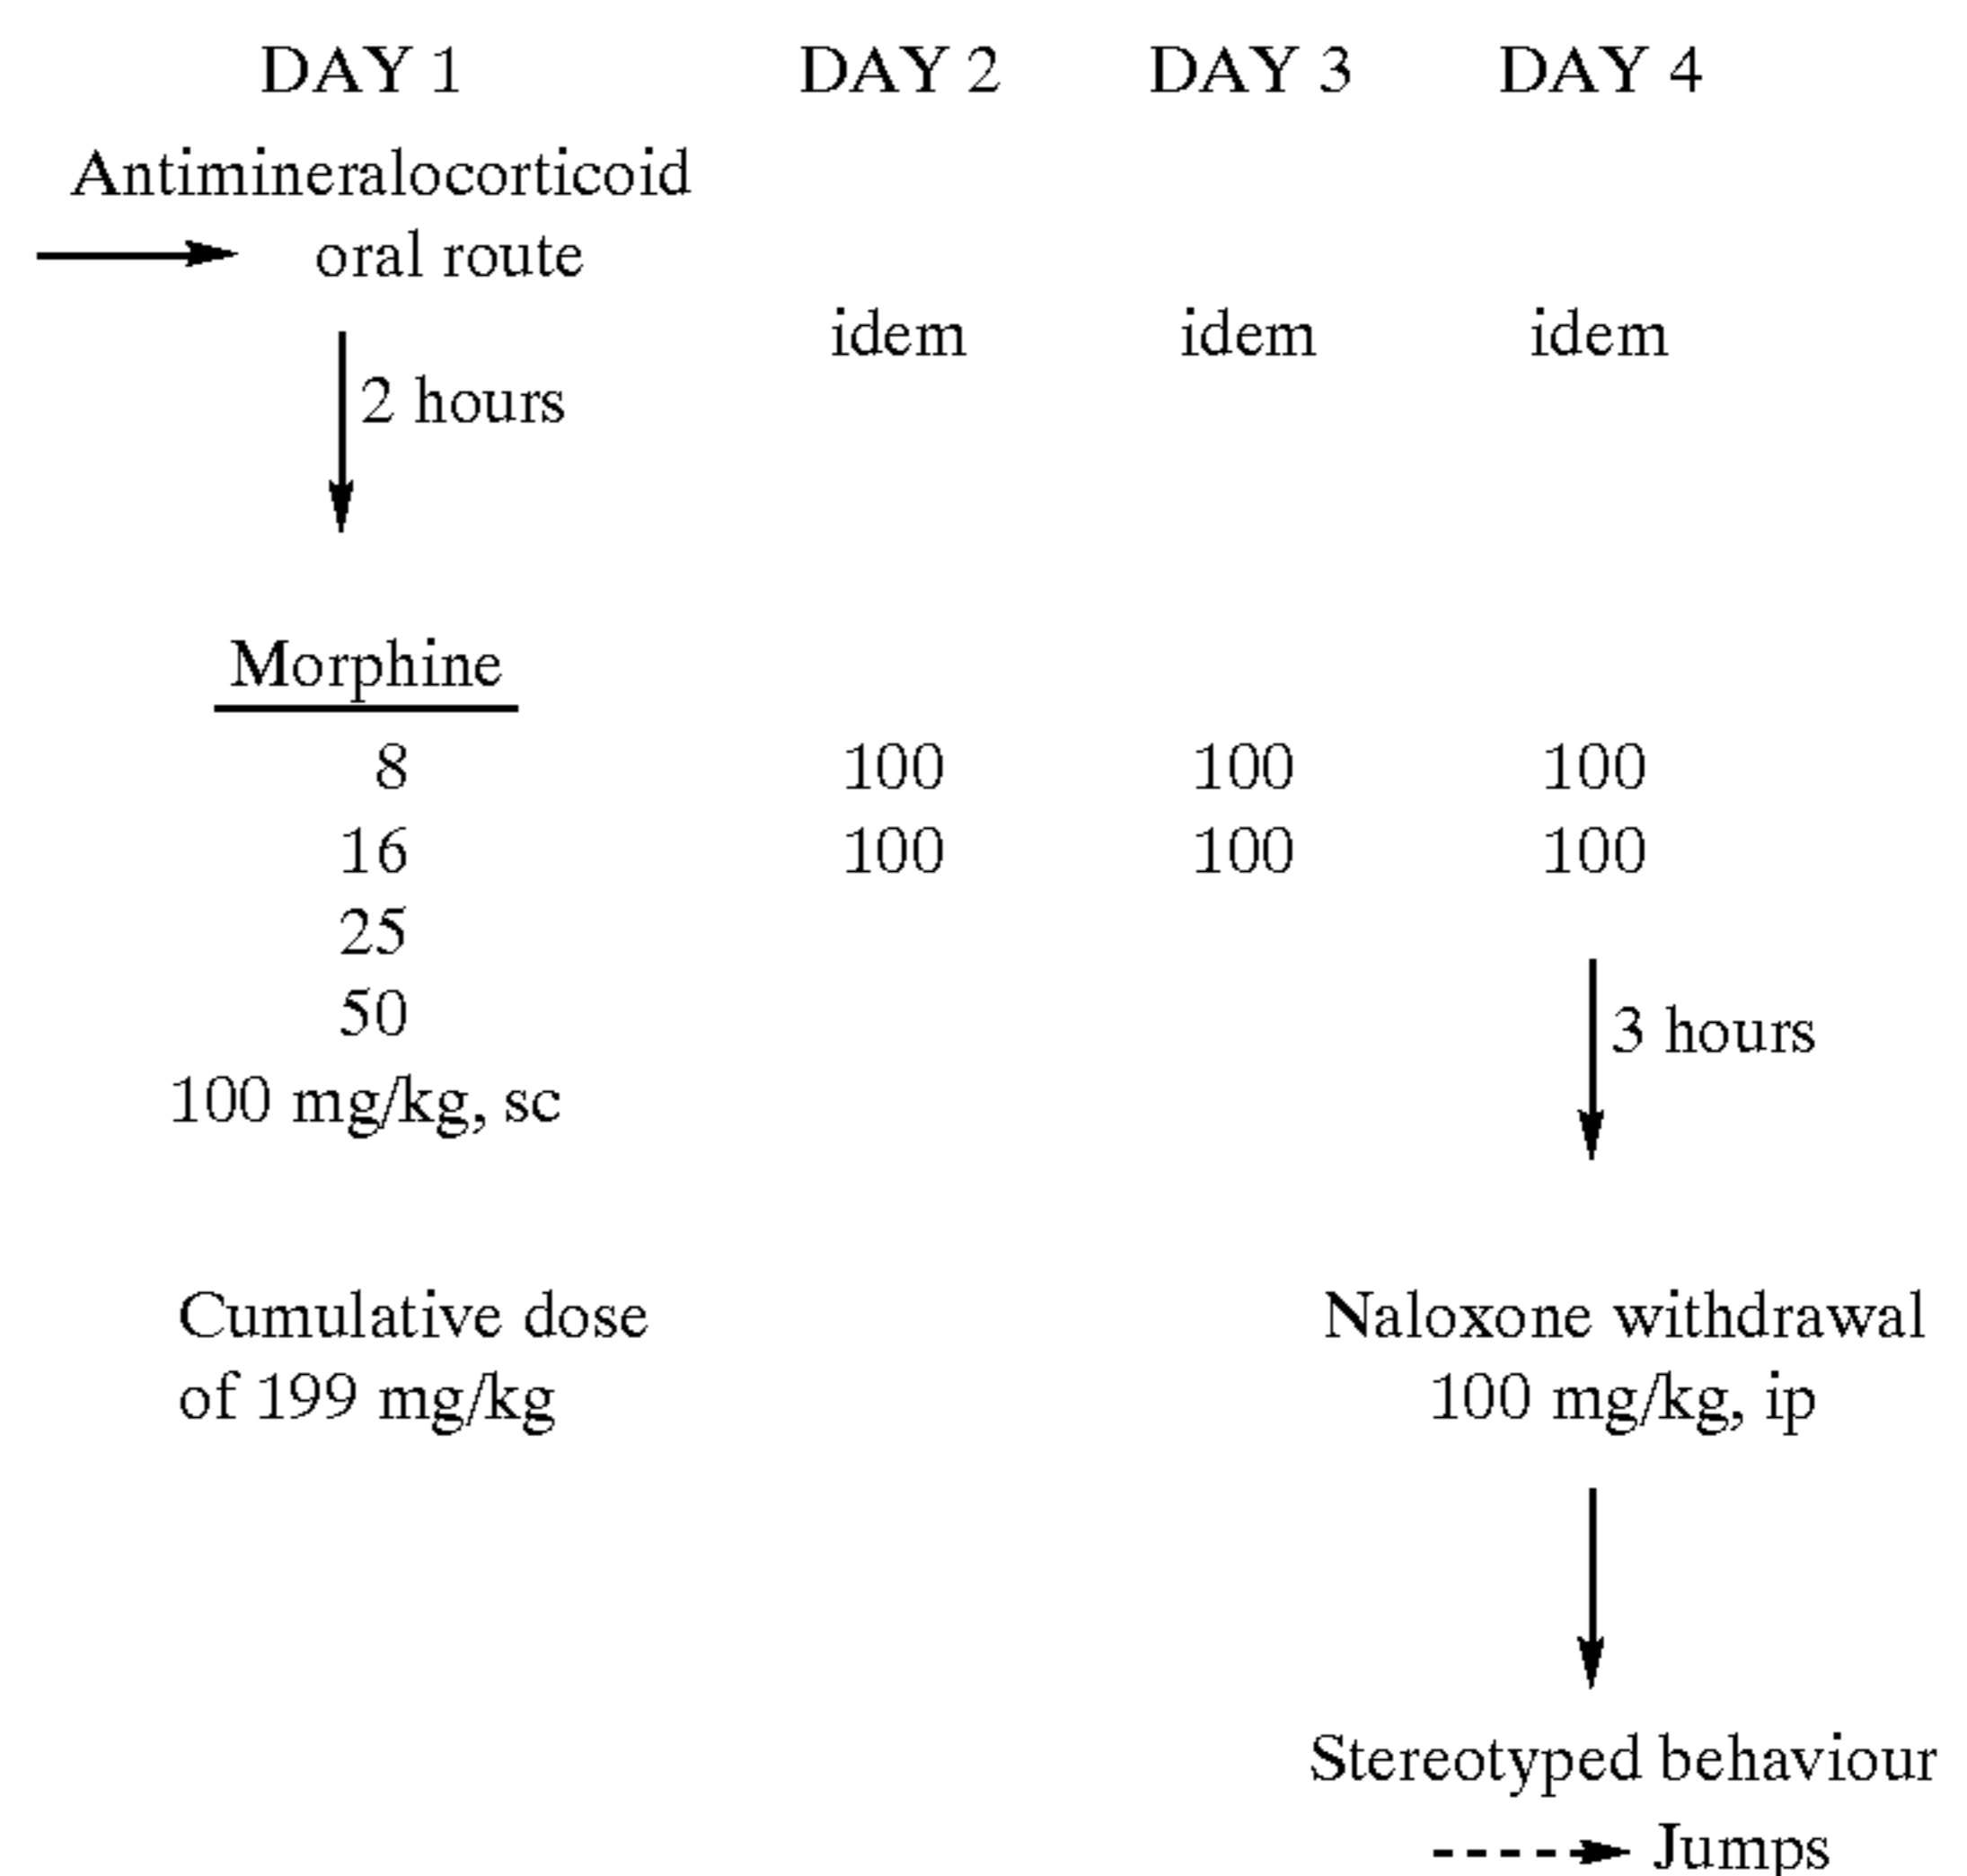 DAY 1 DAY 2 DAY 3 DAY 4
Antimineralocorticoid
oral route
idem idem idem
2 hours
Morphine
8 100 100 100
16 100 100 100
25
50
3 hours
100 mg/kg, sc
Cumulative dose Naloxone withdrawal
of 199 mg/kg 100 mg/kg, ip
Stereotyped behaviour
Jumps